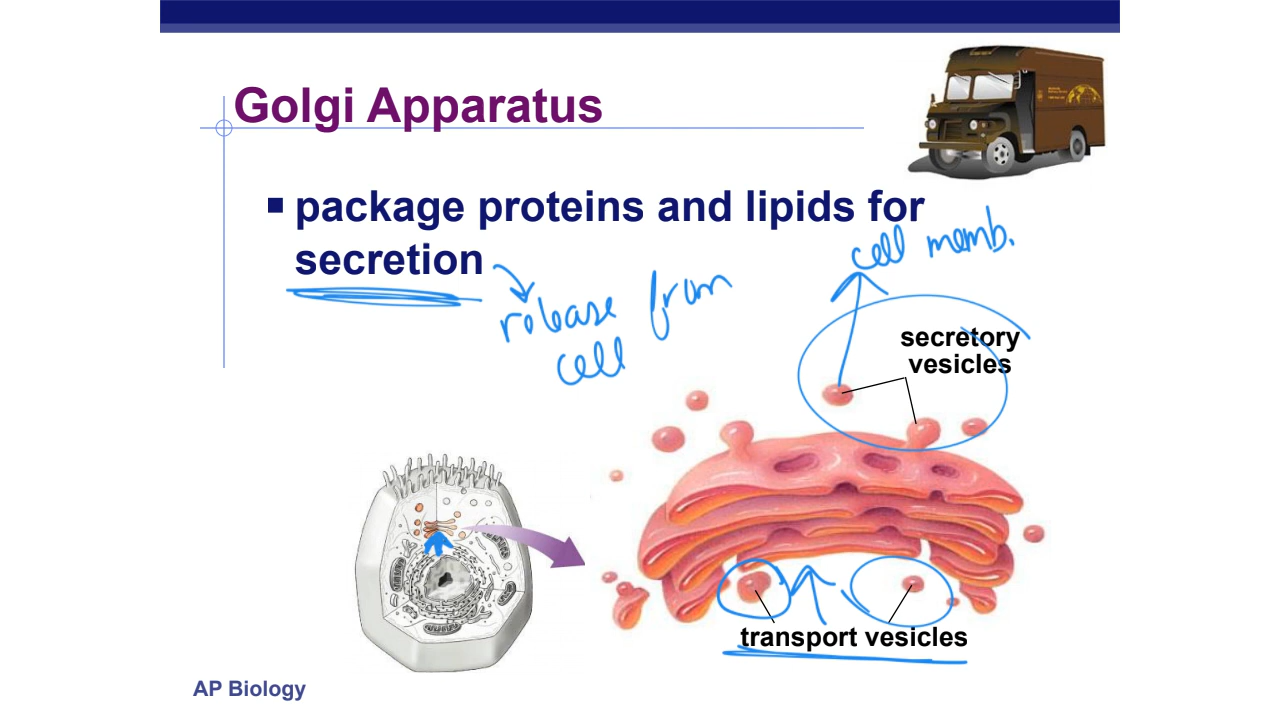 Golgi Apparatus
package proteins and lipids for
secretion
cell memb.
release from
cell
secretory
vesicles
transport vesicles
AP Biology